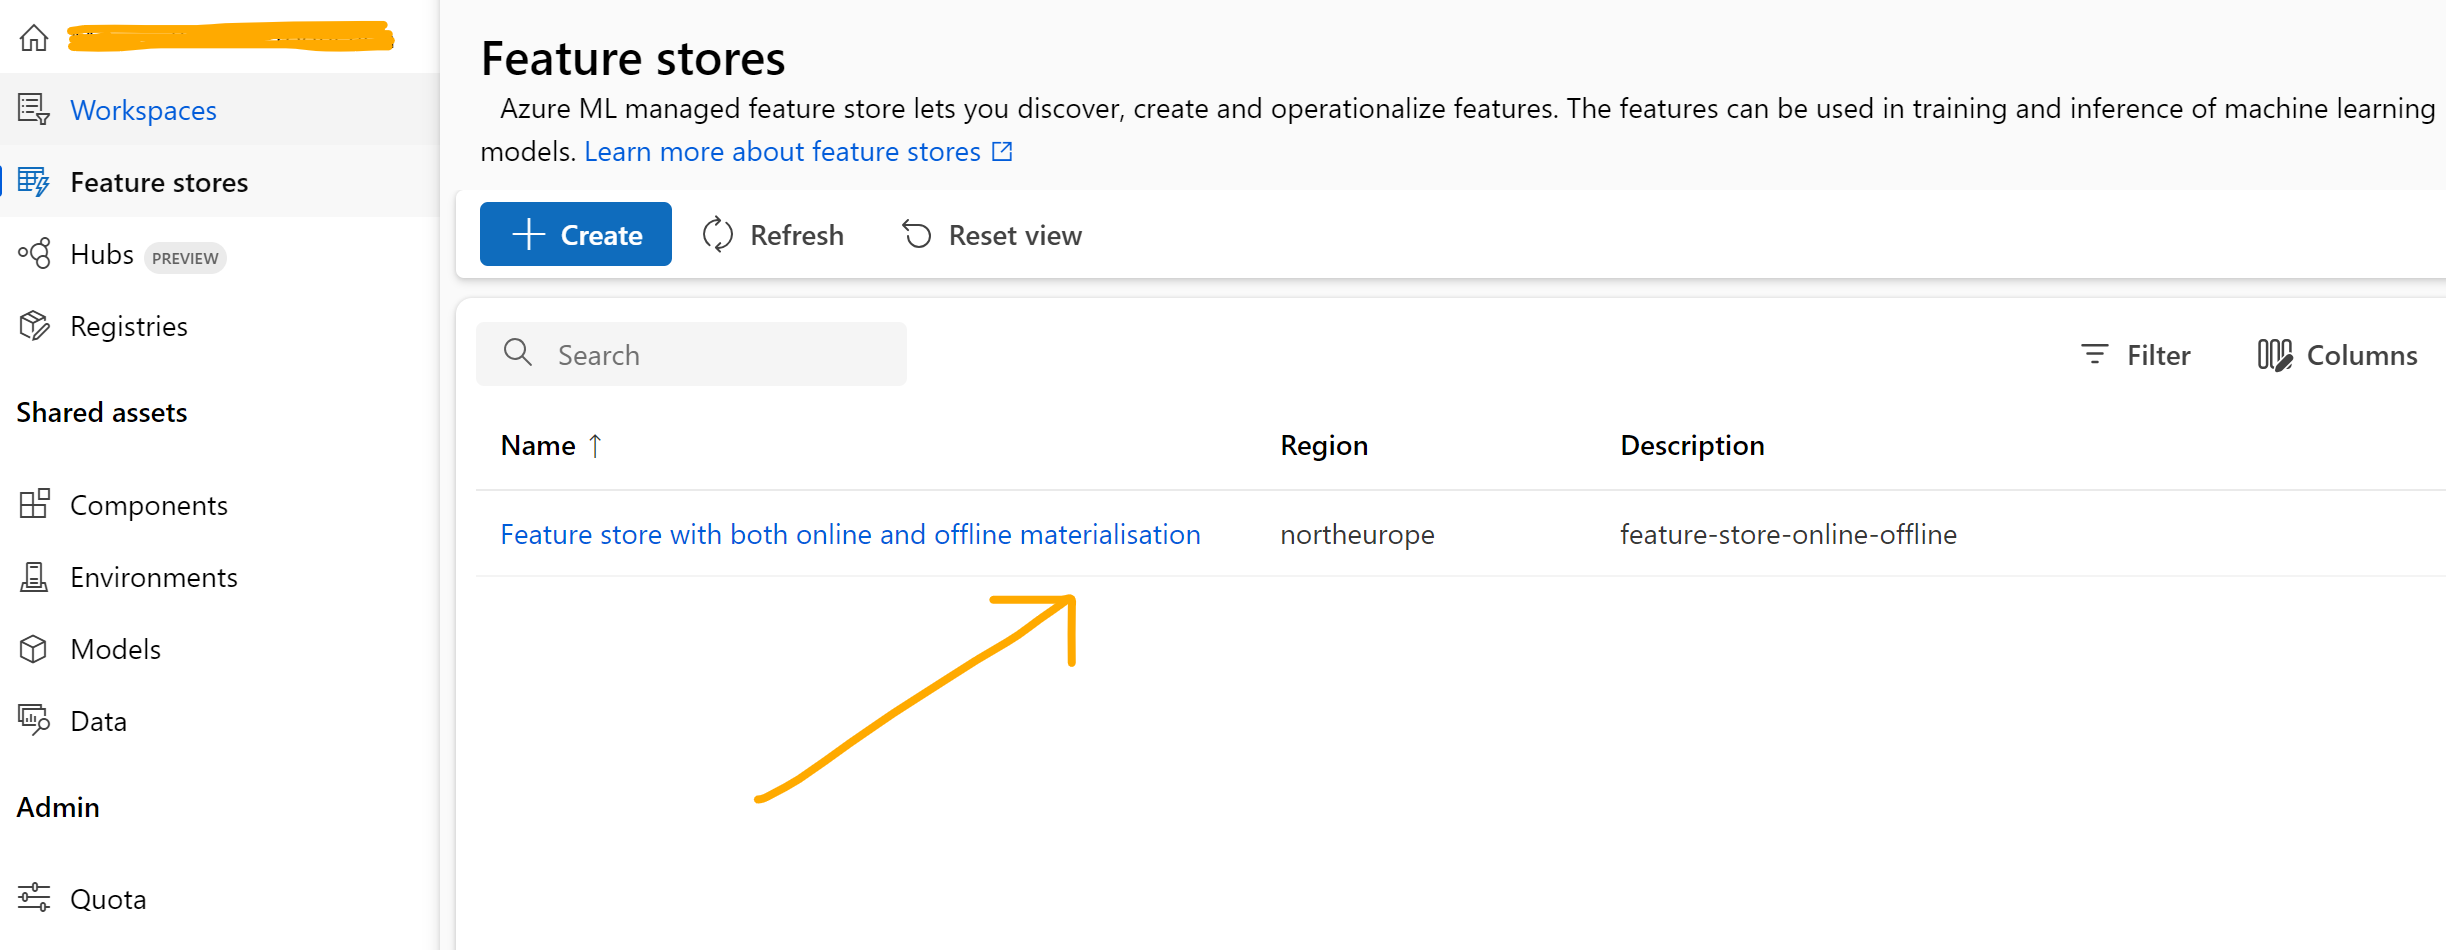 Workspaces
Feature stores
Hubs PREVIEW
Registries
Shared assets
Components
Environments
Models
Data
Admin
Quota
Feature stores
Azure ML managed feature store lets you discover, create and operationalize features. The features can be used in training and inference of machine learning
models. Learn more about feature stores
Create Refresh Reset view
Search Filter Columns
Name ↑ Region Description
Feature store with both online and offline materialisation northeurope feature-store-online-offline